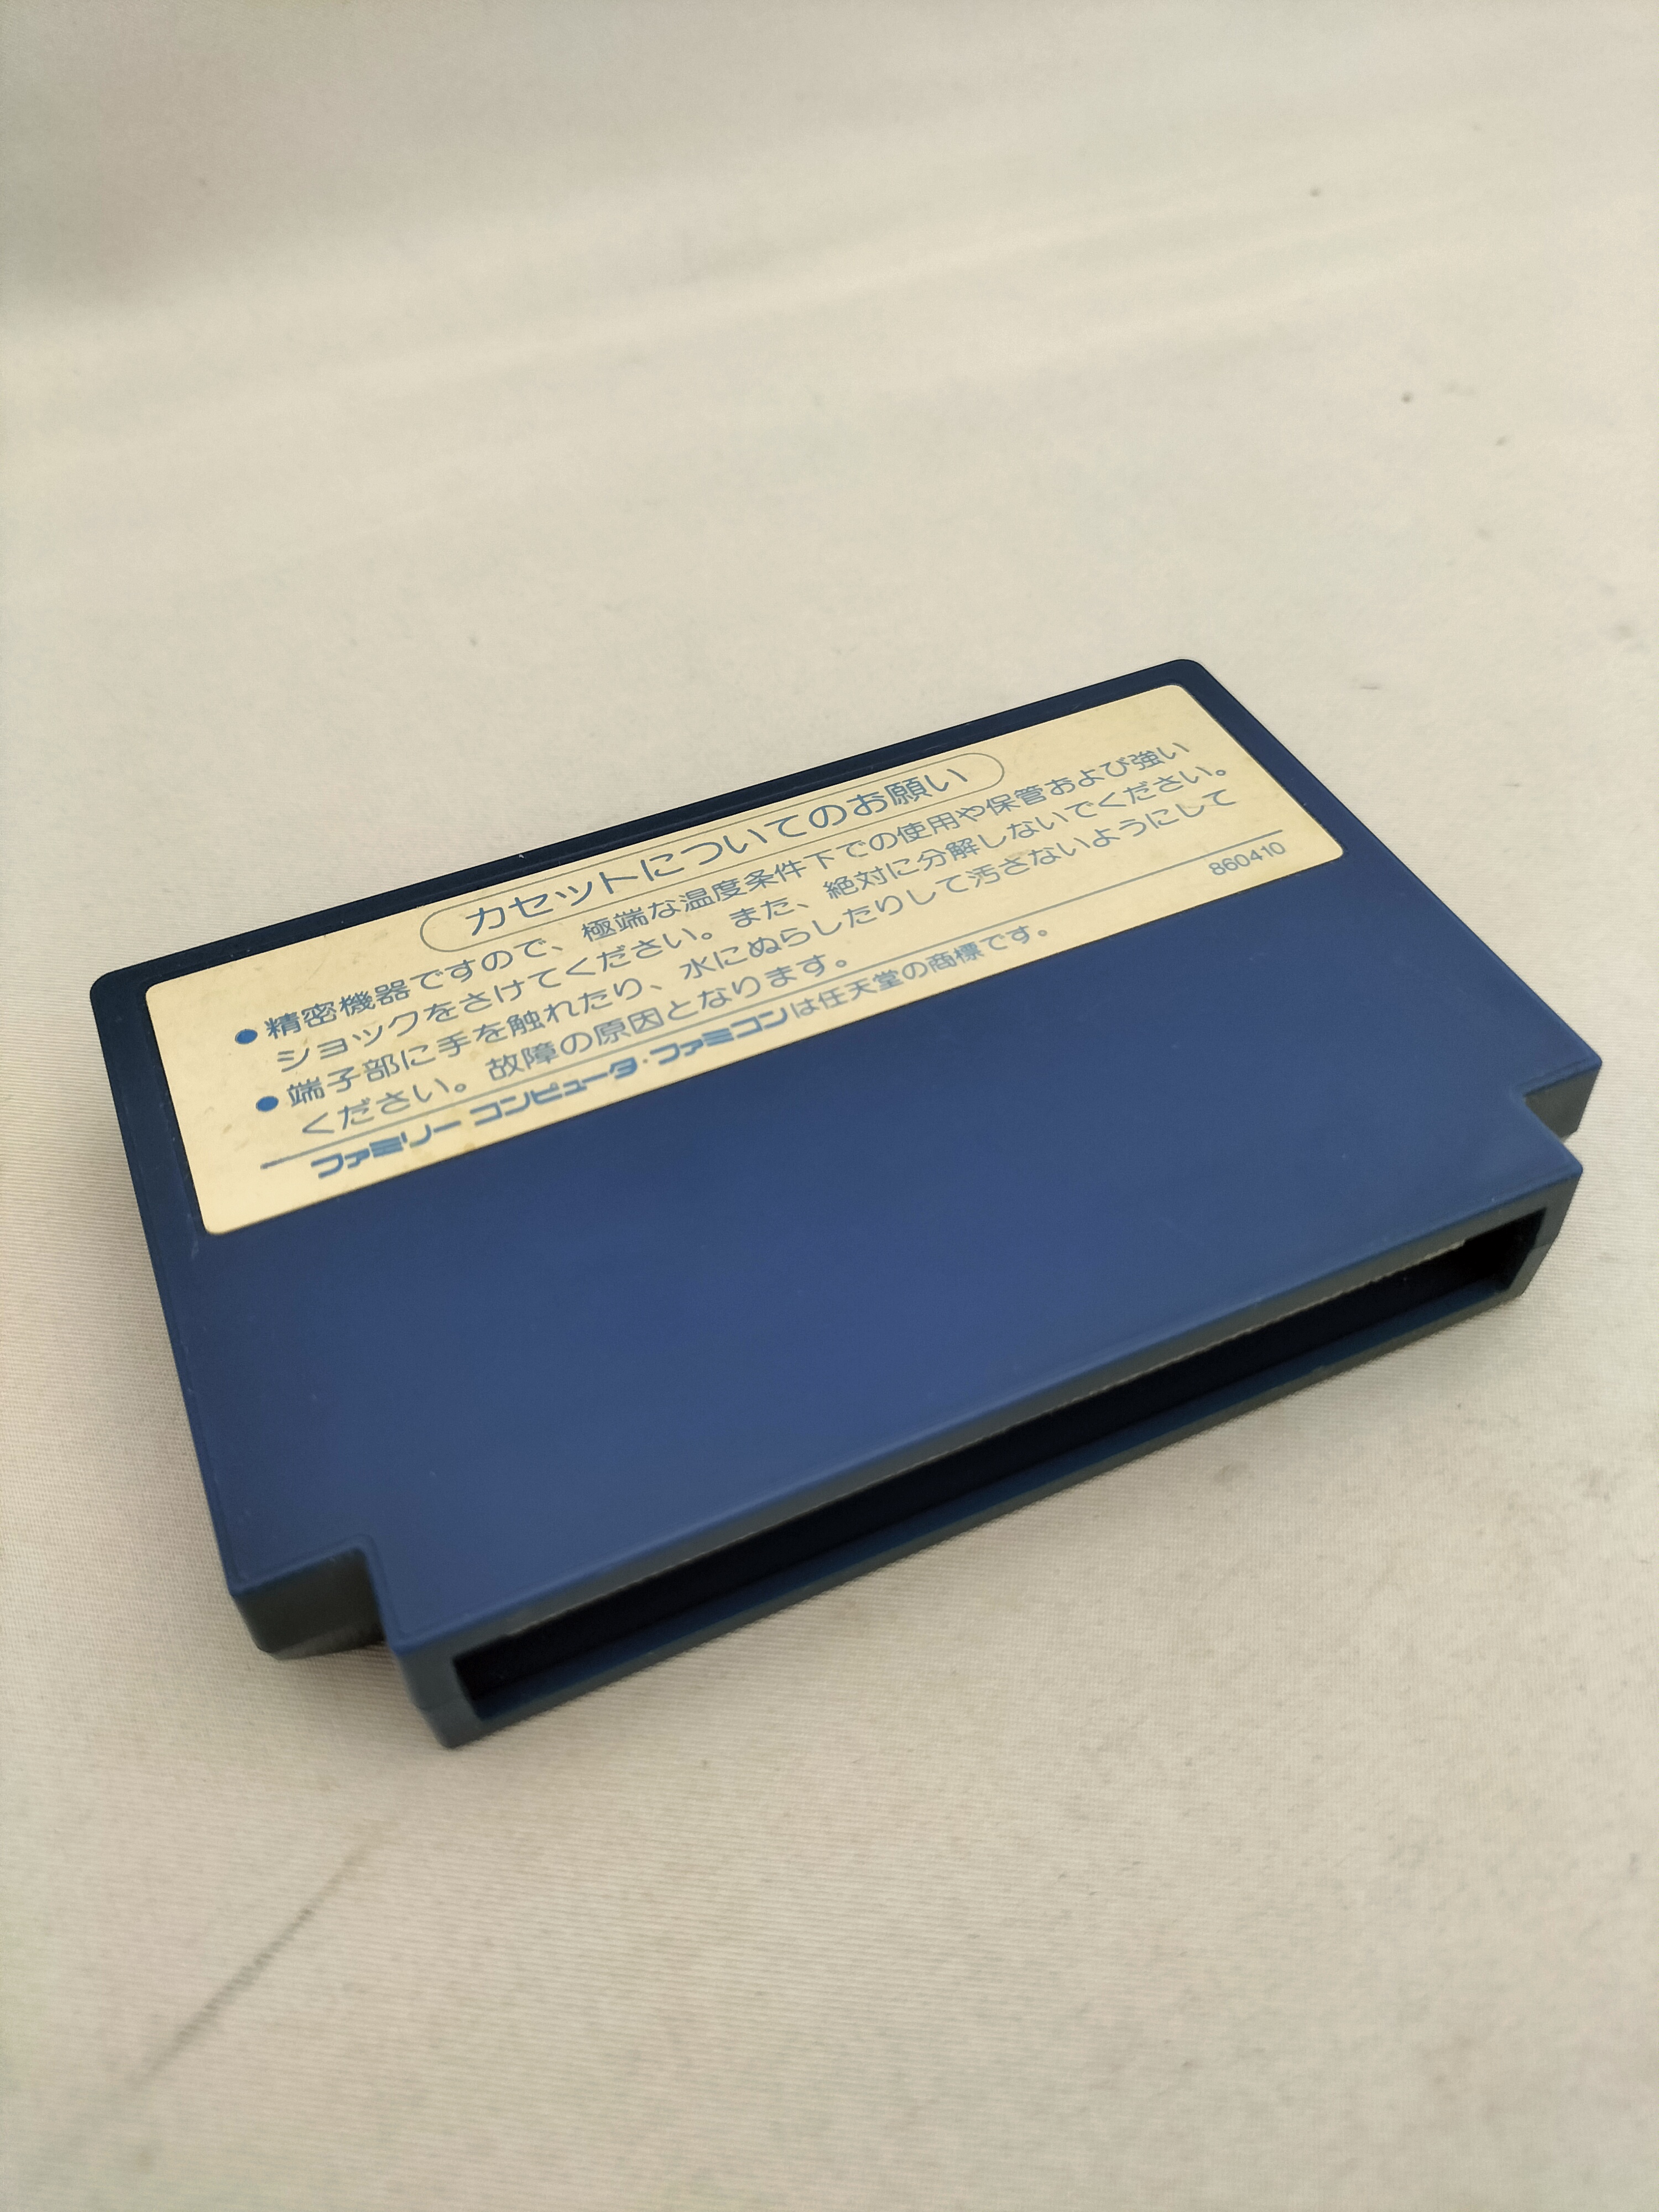 カセットについてのお願い
●精密機器ですので、極端な温度条件下での使用や保管および強い
ショックをさけてください。また、絶対に分解しないでください。
●端子部に手を触れたり、水にぬらしたりして汚さないようにして
ください。故障の原因となります。
860410
ファミリー コンピュータ・ファミコンは任天堂の商標です。